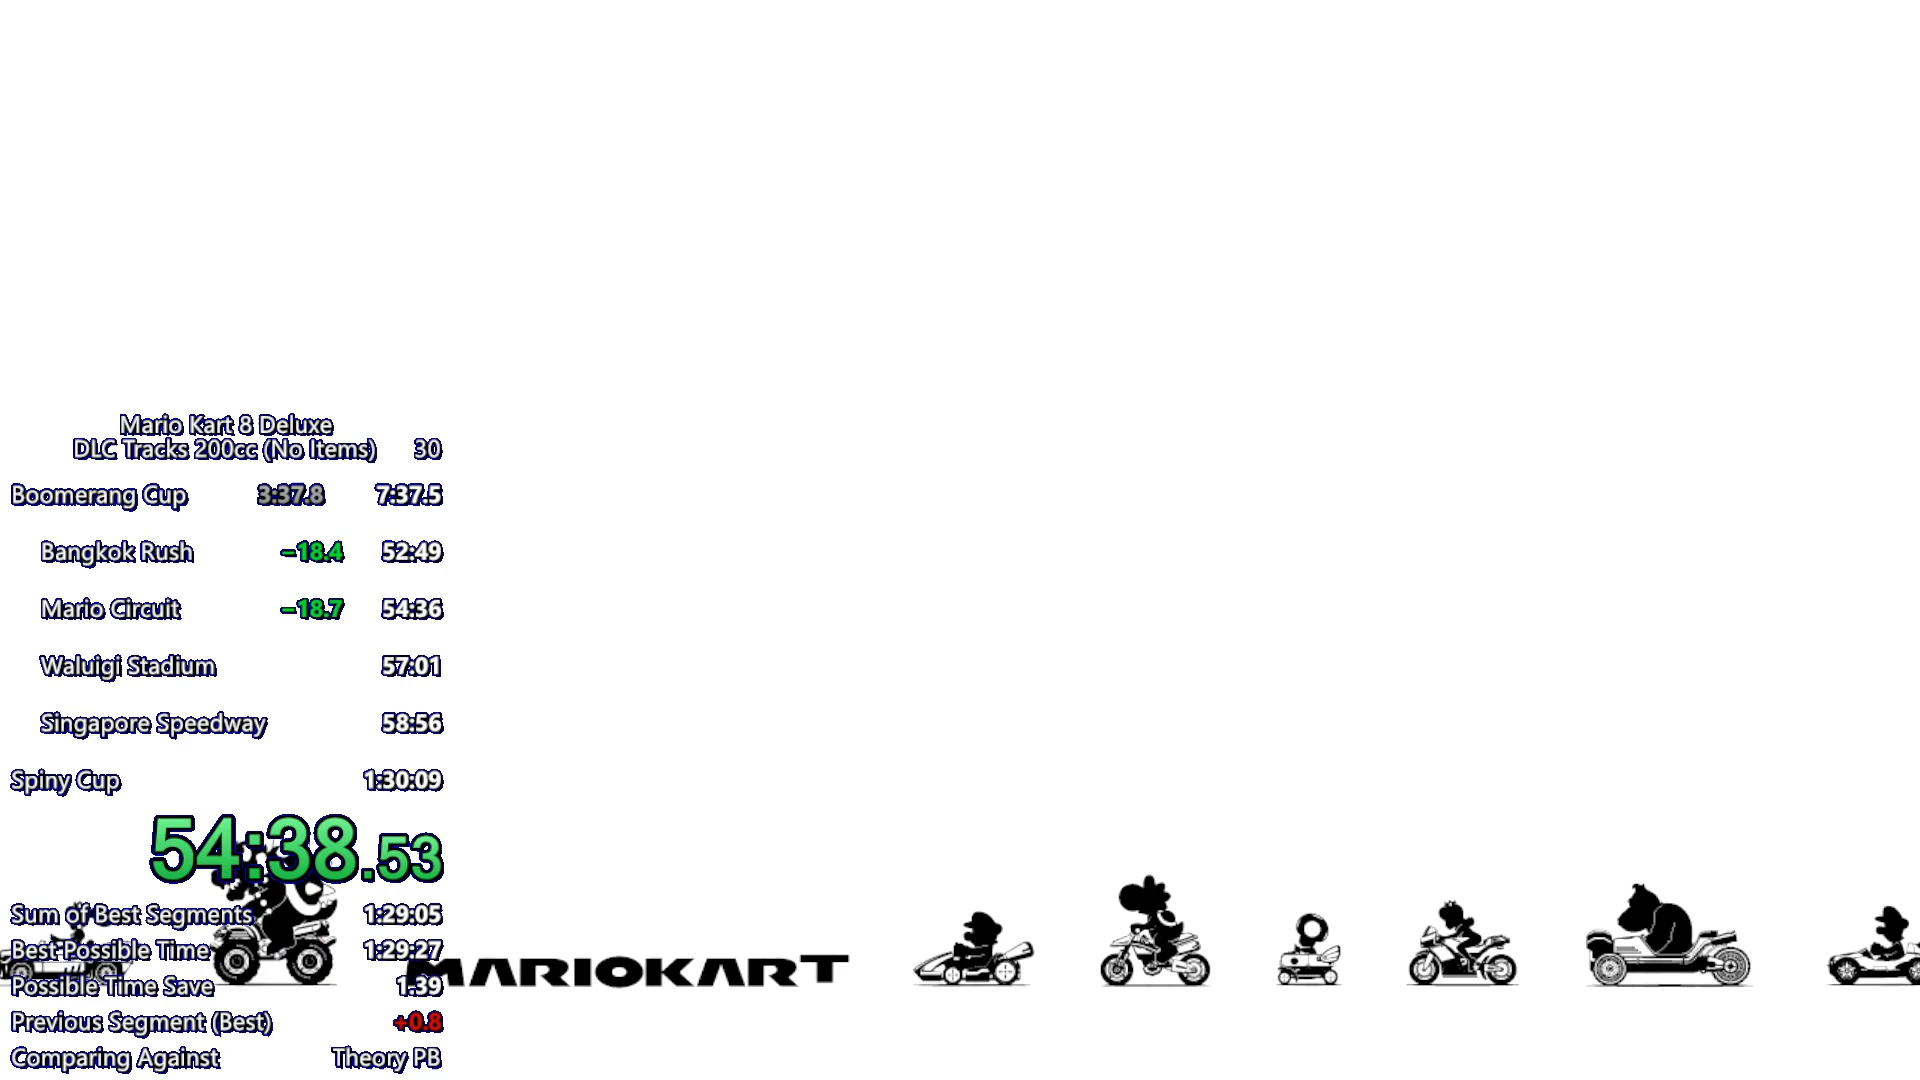 Mario Kart 8 Deluxe
DLC Tracks 200cc (No Items) 30
Boomerang Cup 3:37.8 7:37.5
Bangkok Rush −18.4 52:49
Mario Circuit −18.7 54:36
Waluigi Stadium 57:01
Singapore Speedway 58:56
Spiny Cup 1:30:09
54:38.53
Sum of Best Segments 1:29:05
Best Possible Time 1:29:27
Possible Time Save 1.39
Previous Segment (Best) +0.8
Comparing Against Theory PB
MARIOKART